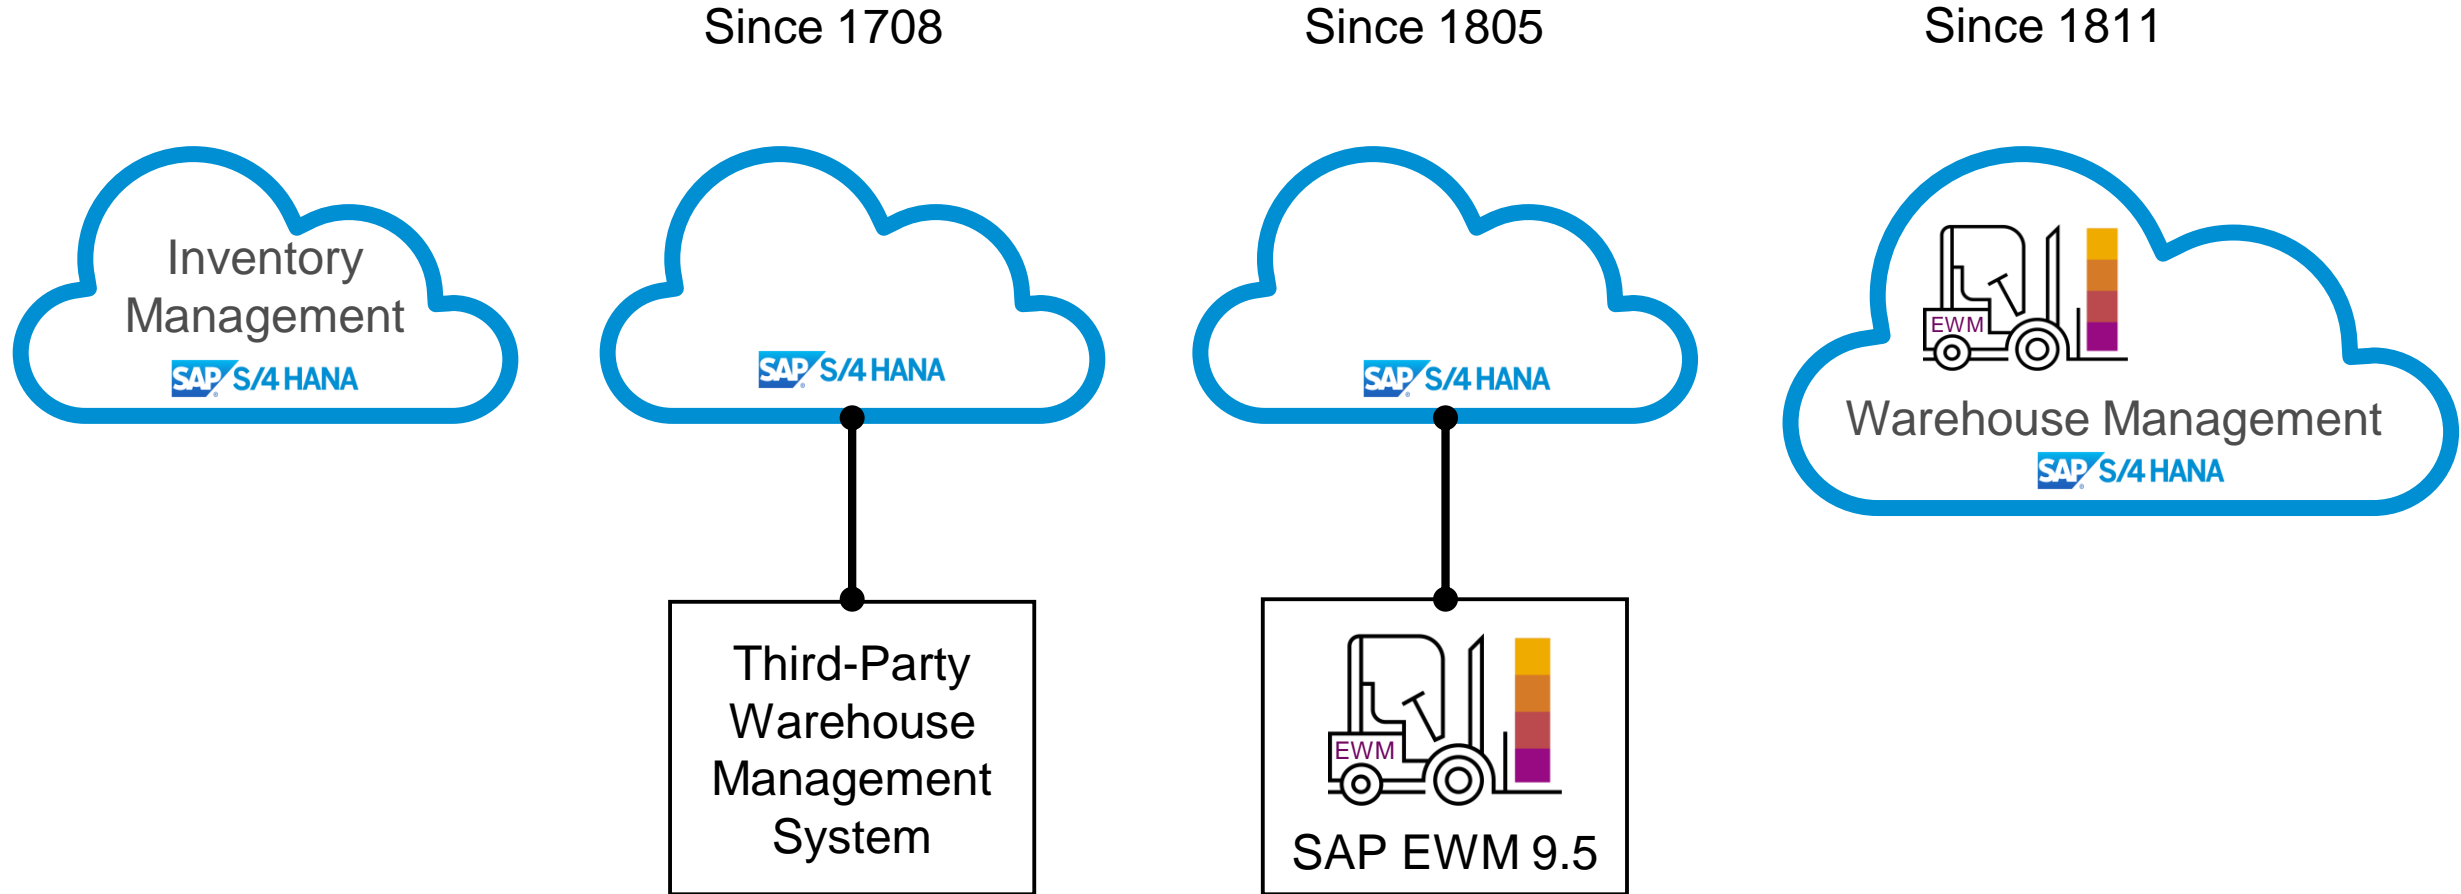 Since 1708
Since 1805
Since 1811
Inventory
Management
SAP S/4 HANA
SAP S/4 HANA
SAP S/4 HANA
EWM
Warehouse Management
SAP S/4 HANA
Third-Party
Warehouse
Management
System
EWM
SAP EWM 9.5